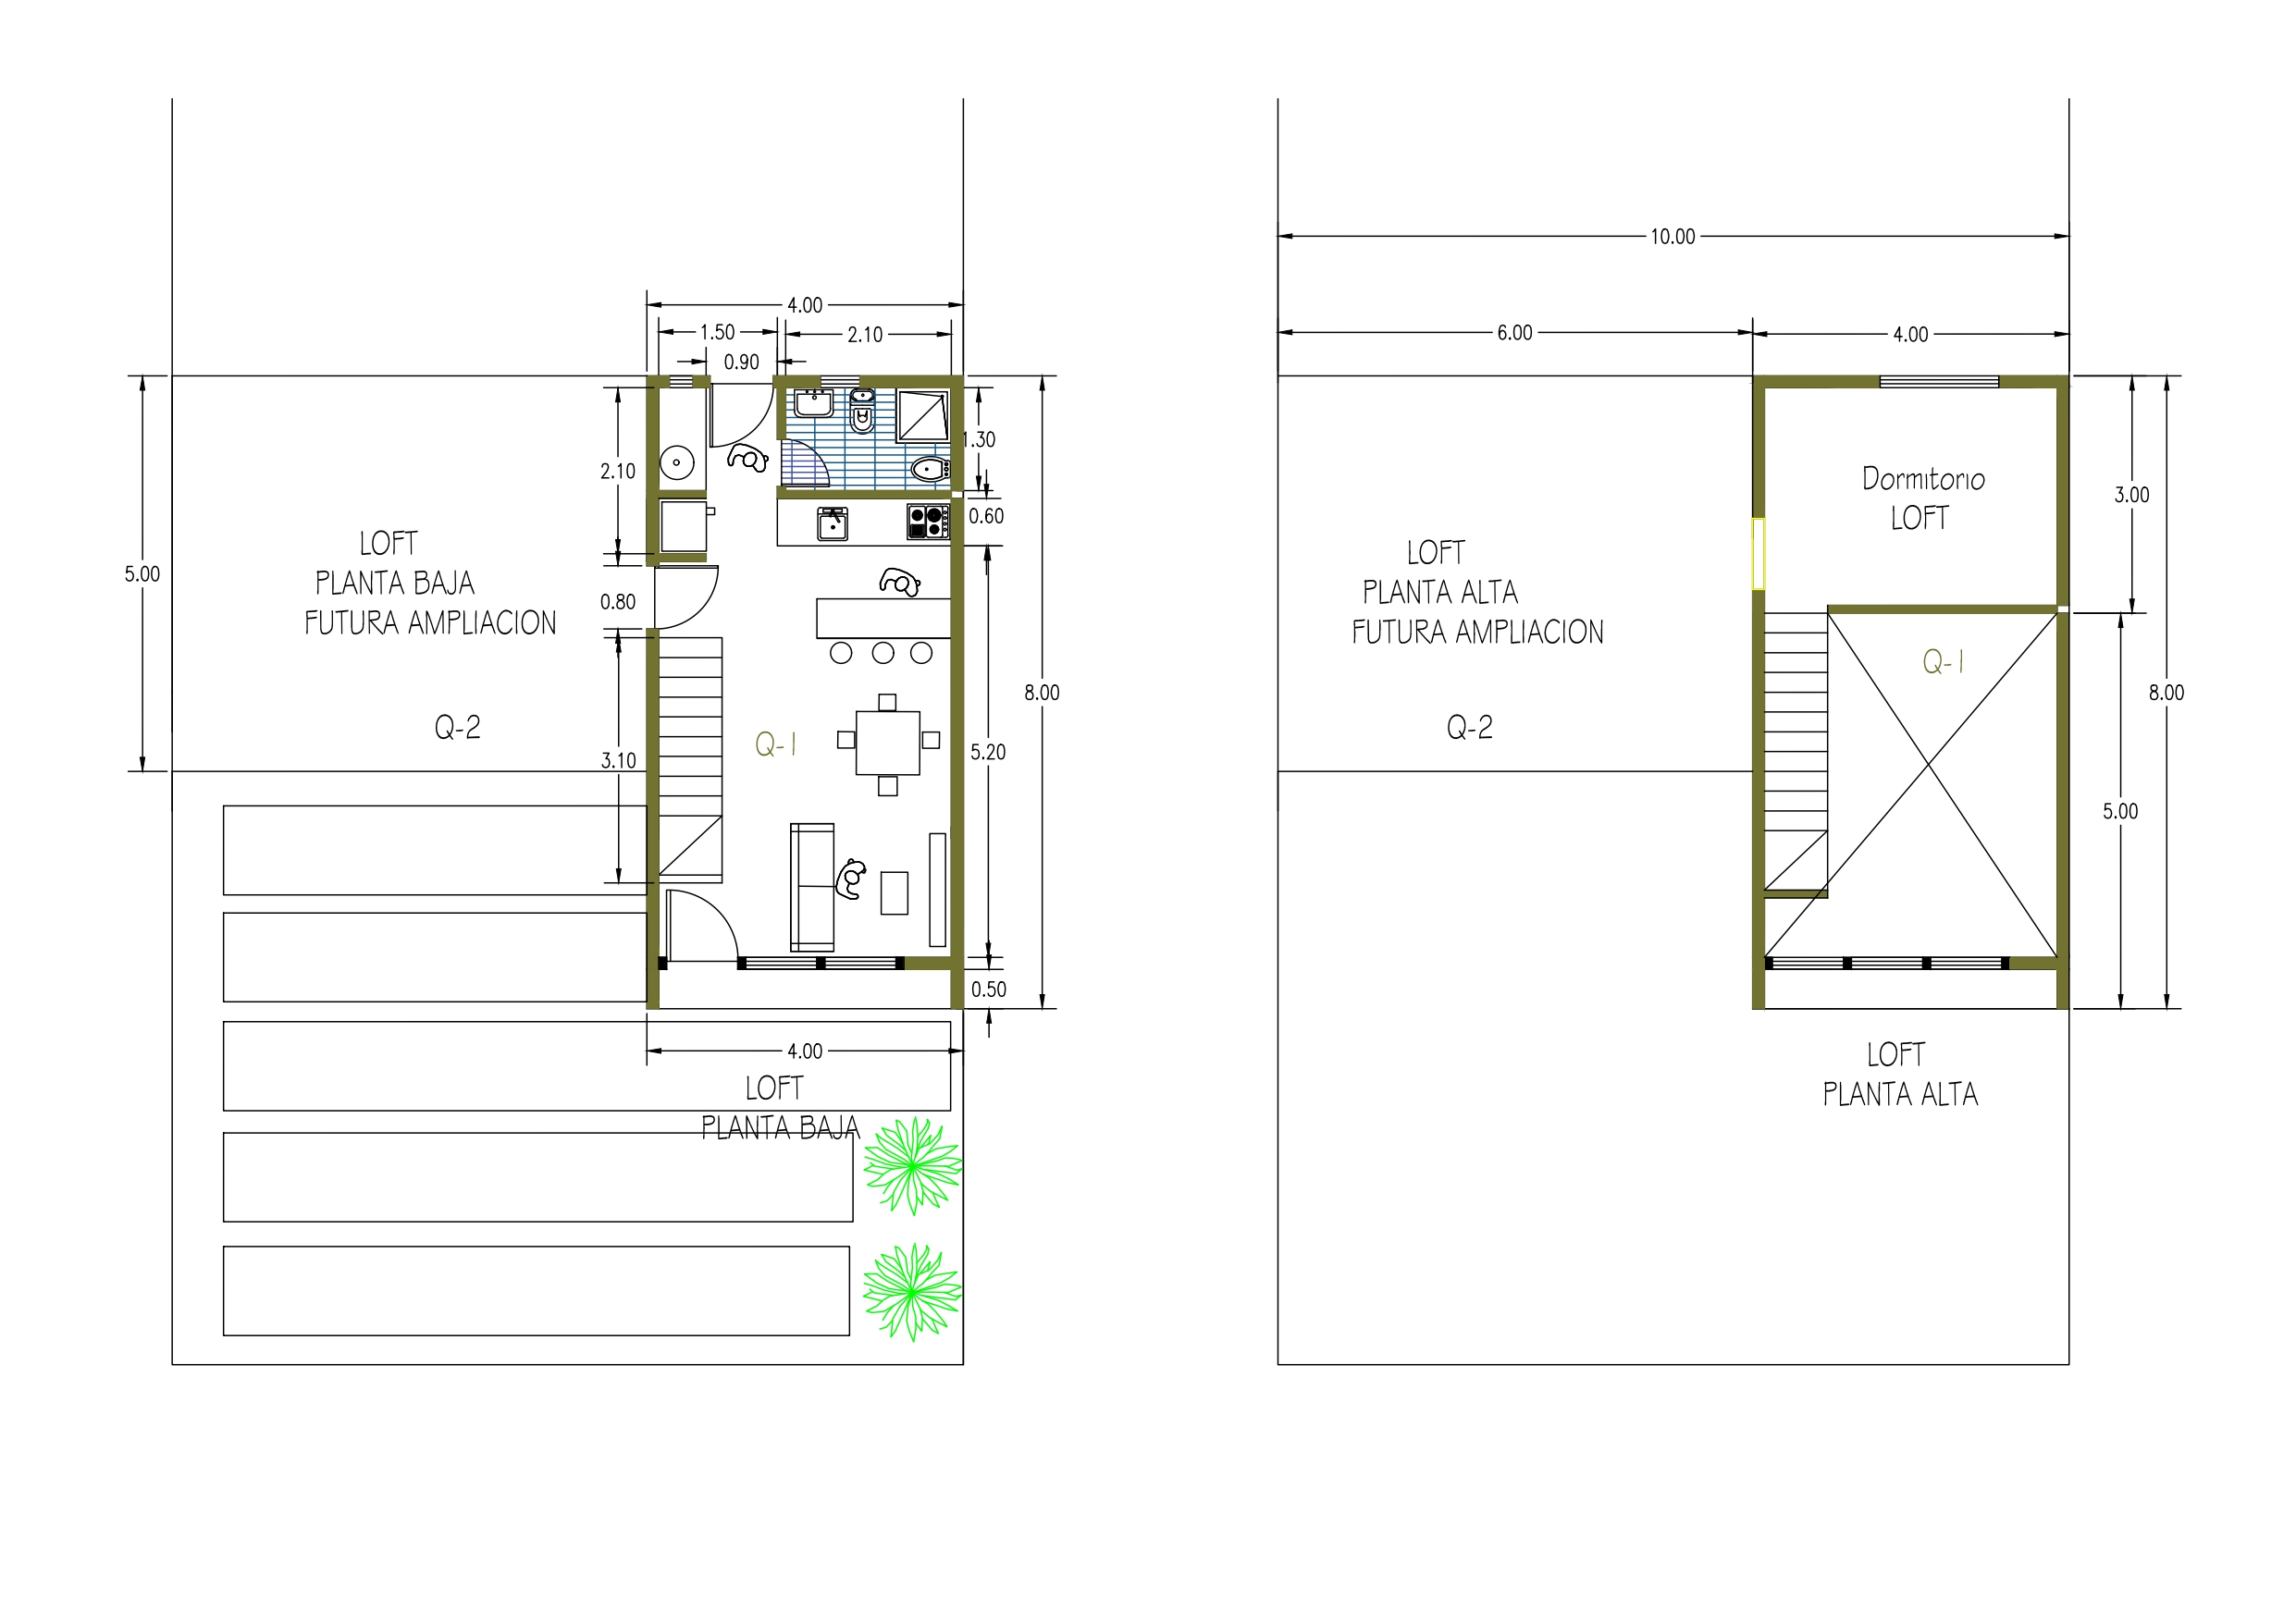 10.00
4.00
1.50
2.10
0.90
6.00
4.00
2.10
1.30
0.60
0.80
5.00
3.10
5.20
8.00
0.50
4.00
LOFT
PLANTA BAJA
FUTURA AMPLIACION
Q-2
Q-1
LOFT
PLANTA BAJA
LOFT
PLANTA ALTA
FUTURA AMPLIACION
Q-2
Dormitorio
LOFT
Q-1
3.00
8.00
5.00
LOFT
PLANTA ALTA